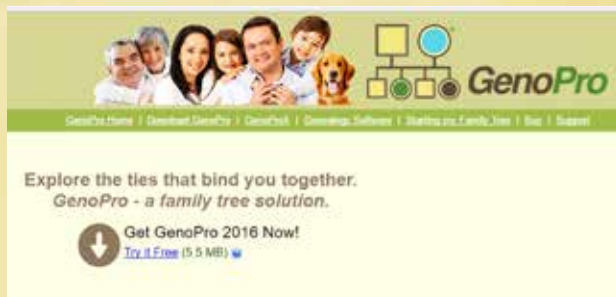 GenoPro
GenoPro Home | Download GenoPro | GenoProX | Genealogy Software | Starting my Family Tree | Buy | Support
Explore the ties that bind you together.
GenoPro - a family tree solution.
Get GenoPro 2016 Now!
Try it Free (5.5 MB)